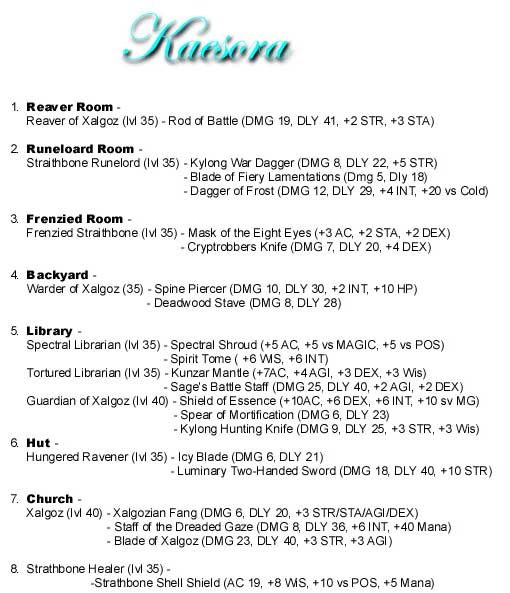 Kaesora
1. Reaver Room -
Reaver of Xalgoz (lvl 35) - Rod of Battle (DMG 19, DLY 41, +2 STR, +3 STA)
2. Runeloard Room -
Straithbone Runelord (lvl 35) - Kylong War Dagger (DMG 8, DLY 22, +5 STR)
- Blade of Fiery Lamentations (Dmg 5, Dly 18)
- Dagger of Frost (DMG 12, DLY 29, +4 INT, +20 vs Cold)
3. Frenzied Room -
Frenzied Straithbone (lvl 35) - Mask of the Eight Eyes (+3 AC, +2 STA, +2 DEX)
- Cryptrobbers Knife (DMG 7, DLY 20, +4 DEX)
4. Backyard -
Warder of Xalgoz (35) - Spine Piercer (DMG 10, DLY 30, +2 INT, +10 HP)
- Deadwood Stave (DMG 8, DLY 28)
5. Library -
Spectral Librarian (lvl 35) - Spectral Shroud (+5 AC, +5 vs MAGIC, +5 vs POS)
- Spirit Tome ( +6 WIS, +6 INT)
Tortured Librarian (lvl 35) - Kunzar Mantle (+7AC, +4AGI, +3 DEX, +3 Wis)
- Sage's Battle Staff (DMG 25, DLY 40, +2 AGI, +2 DEX)
Guardian of Xalgoz (lvl 40) - Shield of Essence (+10AC, +6 DEX, +6 INT, +10 sv MG)
- Spear of Mortification (DMG 6, DLY 23)
- Kylong Hunting Knife (DMG 9, DLY 25, +3 STR, +3 Wis)
6. Hut -
Hungered Ravener (lvl 35) - Icy Blade (DMG 6, DLY 21)
- Luminary Two-Handed Sword (DMG 18, DLY 40, +10 STR)
7. Church -
Xalgoz (lvl 40) - Xalgozian Fang (DMG 6, DLY 20, +3 STR/STA/AGI/DEX)
- Staff of the Dreaded Gaze (DMG 8, DLY 36, +6 INT, +40 Mana)
- Blade of Xalgoz (DMG 23, DLY 40, +3 STR, +3 AGI)
8. Strathbone Healer (lvl 35) -
-Strathbone Shell Shield (AC 19, +8 WiS, +10 vs POS, +5 Mana)